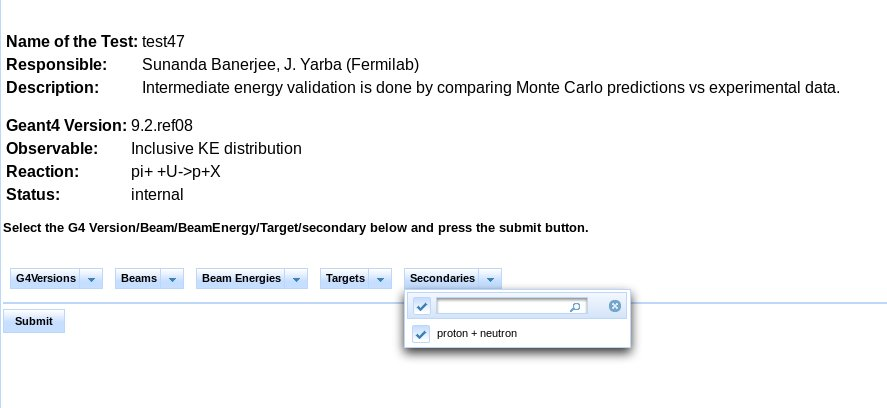 Name of the Test: test47
Responsible: Sunanda Banerjee, J. Yarba (Fermilab)
Description: Intermediate energy validation is done by comparing Monte Carlo predictions vs experimental data.
Geant4 Version: 9.2.ref08
Observable: Inclusive KE distribution
Reaction: pi+ +U->p+X
Status: internal
Select the G4 Version/Beam/BeamEnergy/Target/secondary below and press the submit button.
G4Versions Beams Beam Energies Targets Secondaries
Submit
proton + neutron